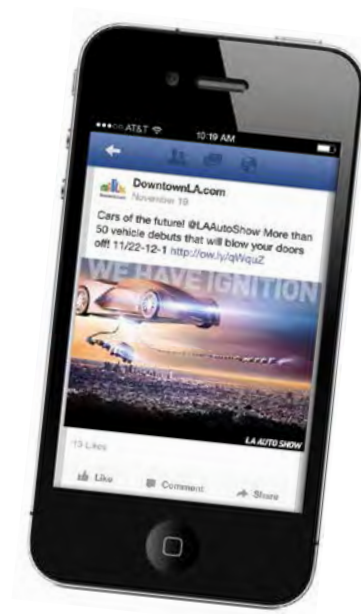 AT&T 10:19 AM
DowntownLA.com
November 19
Cars of the future! @LAAutoShow More than
50 vehicle debuts that will blow your doors
off! 11/22-12-1 http://ow.ly/qWquZ
WE HAVE IGNITION
LA AUTO SHOW
13 Likes
Like Comment Share